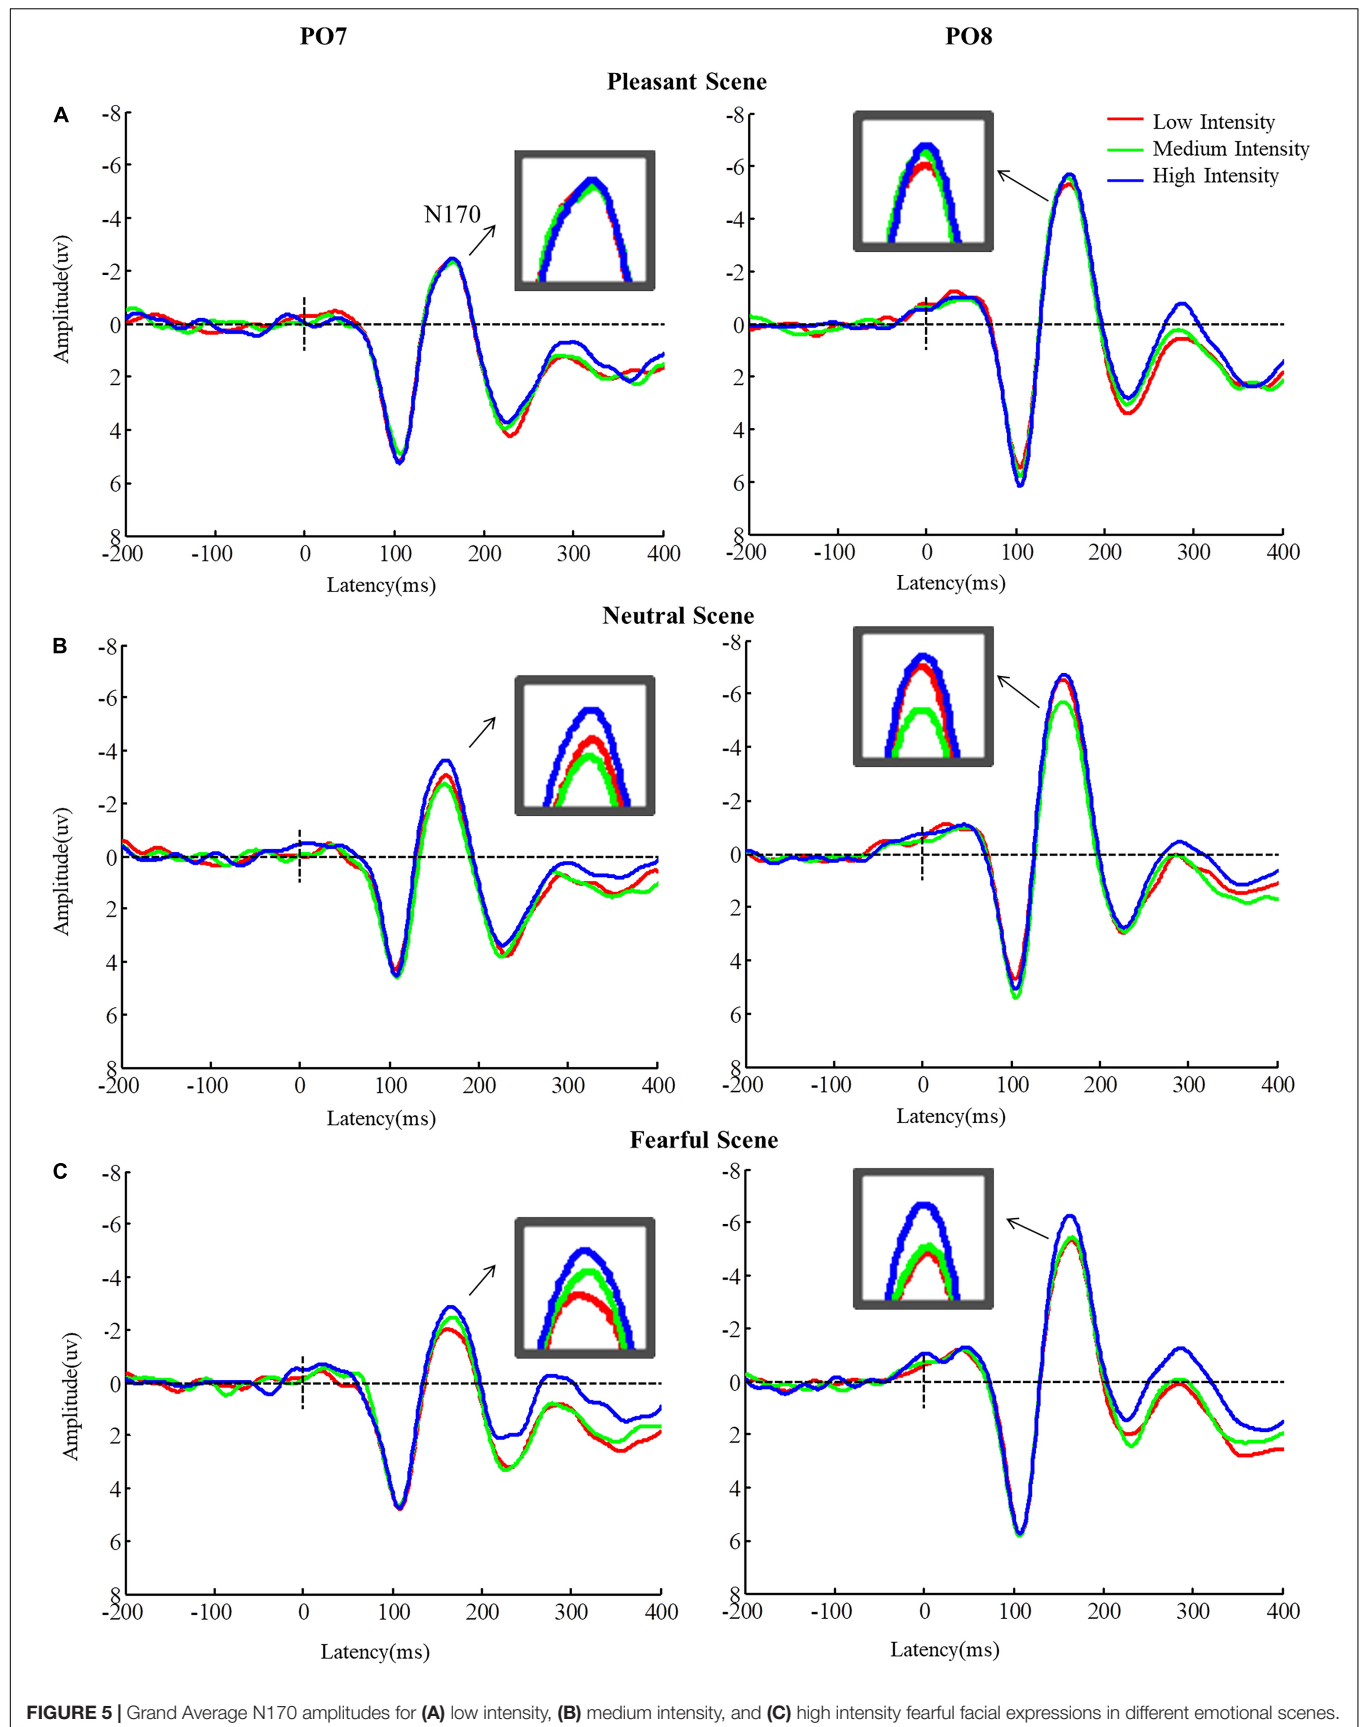 PO7 PO8
Pleasant Scene
A
-8
-6
-4
-2
0
2
4
6
8
Amplitude(uv)
N170
-200 -100 0 100 200 300 400
Latency(ms)
-8
-6
-4
-2
0
2
4
6
8
Low Intensity
Medium Intensity
High Intensity
-200 -100 0 100 200 300 400
Latency(ms)
Neutral Scene
B
-8
-6
-4
-2
0
2
4
6
8
Amplitude(uv)
-200 -100 0 100 200 300 400
Latency(ms)
-8
-6
-4
-2
0
2
4
6
8
-200 -100 0 100 200 300 400
Latency(ms)
Fearful Scene
C
-8
-6
-4
-2
0
2
4
6
8
Amplitude(uv)
-200 -100 0 100 200 300 400
Latency(ms)
-8
-6
-4
-2
0
2
4
6
8
-200 -100 0 100 200 300 400
Latency(ms)
FIGURE 5 | Grand Average N170 amplitudes for (A) low intensity, (B) medium intensity, and (C) high intensity fearful facial expressions in different emotional scenes.